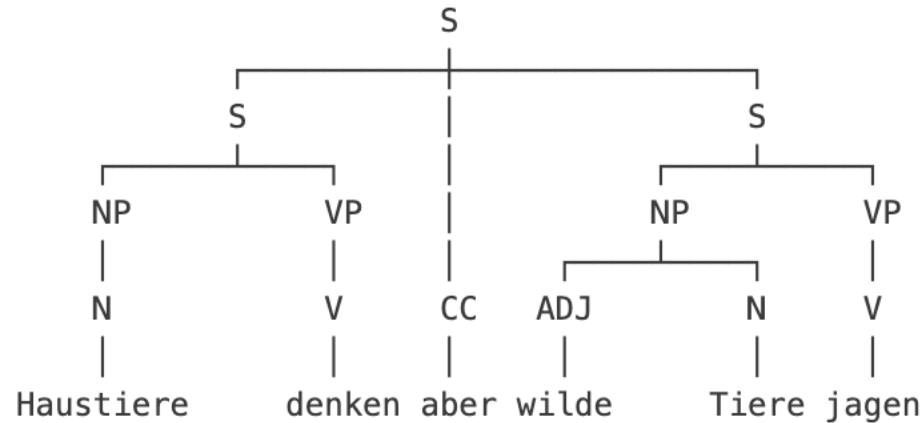 S
S S
NP VP NP VP
N V CC ADJ N V
Haustiere denken aber wilde Tiere jagen